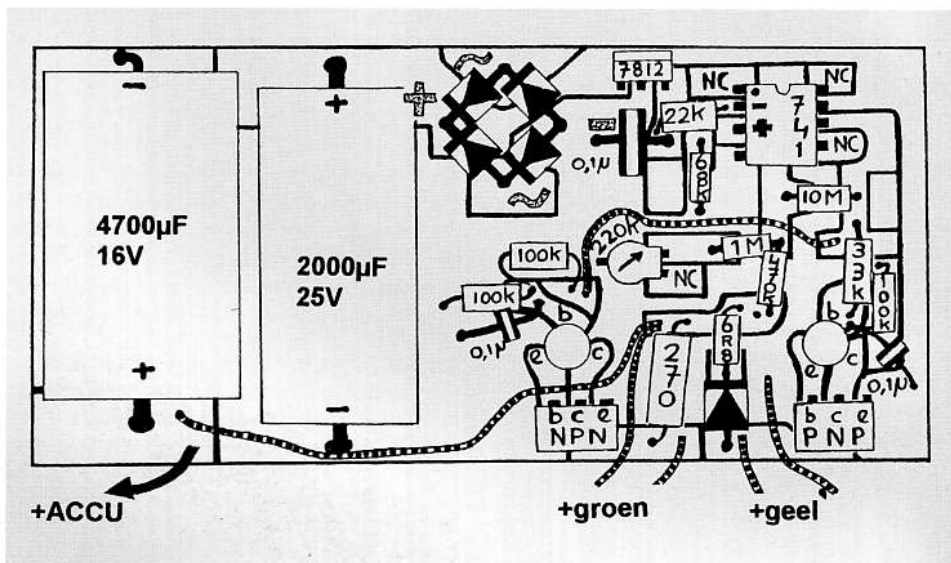 4700µF
16V
2000µF
25V
7812
NC
NC
22K
741
NC
68K
0,1µ
10M
220K
1M
NC
470K
33K
100k
100k
100k
0,1µ
b
e
c
b
e
c
270
6R8
0,1µ
b c e
NPN
b c e
PNP
+ACCU
+groen
+geel